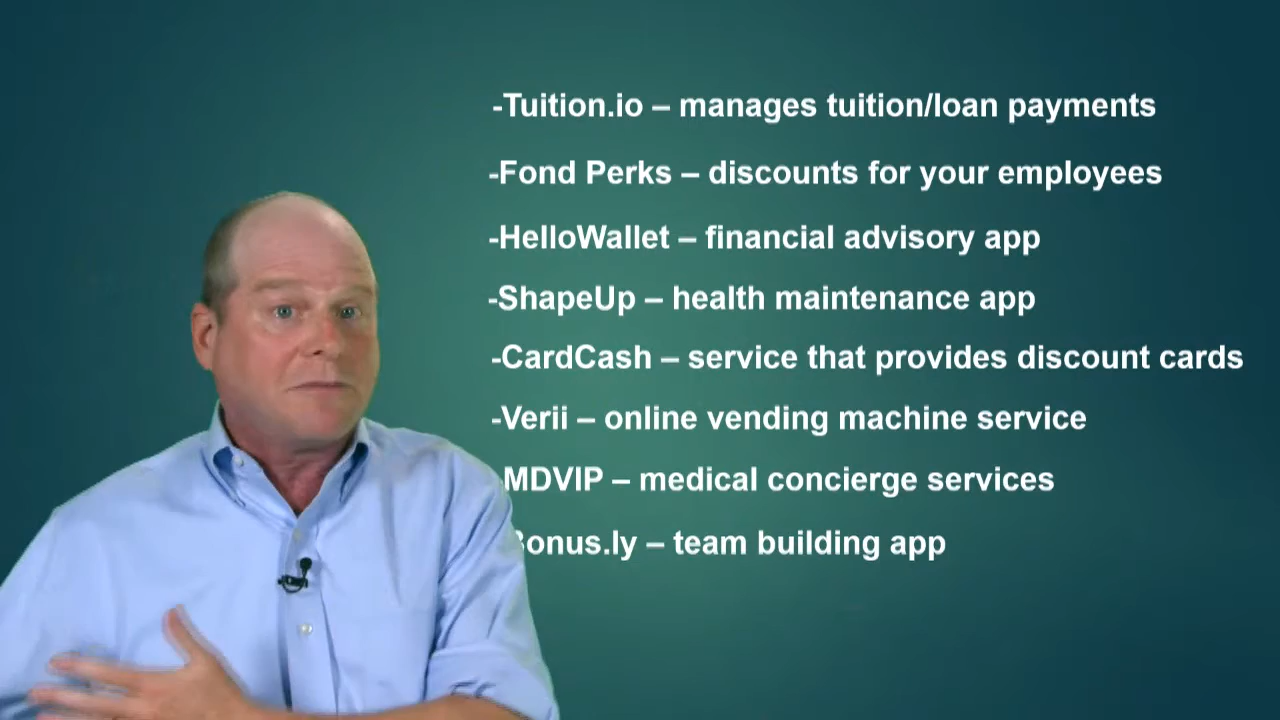 -Tuition.io – manages tuition/loan payments
-Fond Perks – discounts for your employees
-HelloWallet – financial advisory app
-ShapeUp – health maintenance app
-CardCash – service that provides discount cards
-Verii – online vending machine service
-MDVIP – medical concierge services
Bonus.ly – team building app